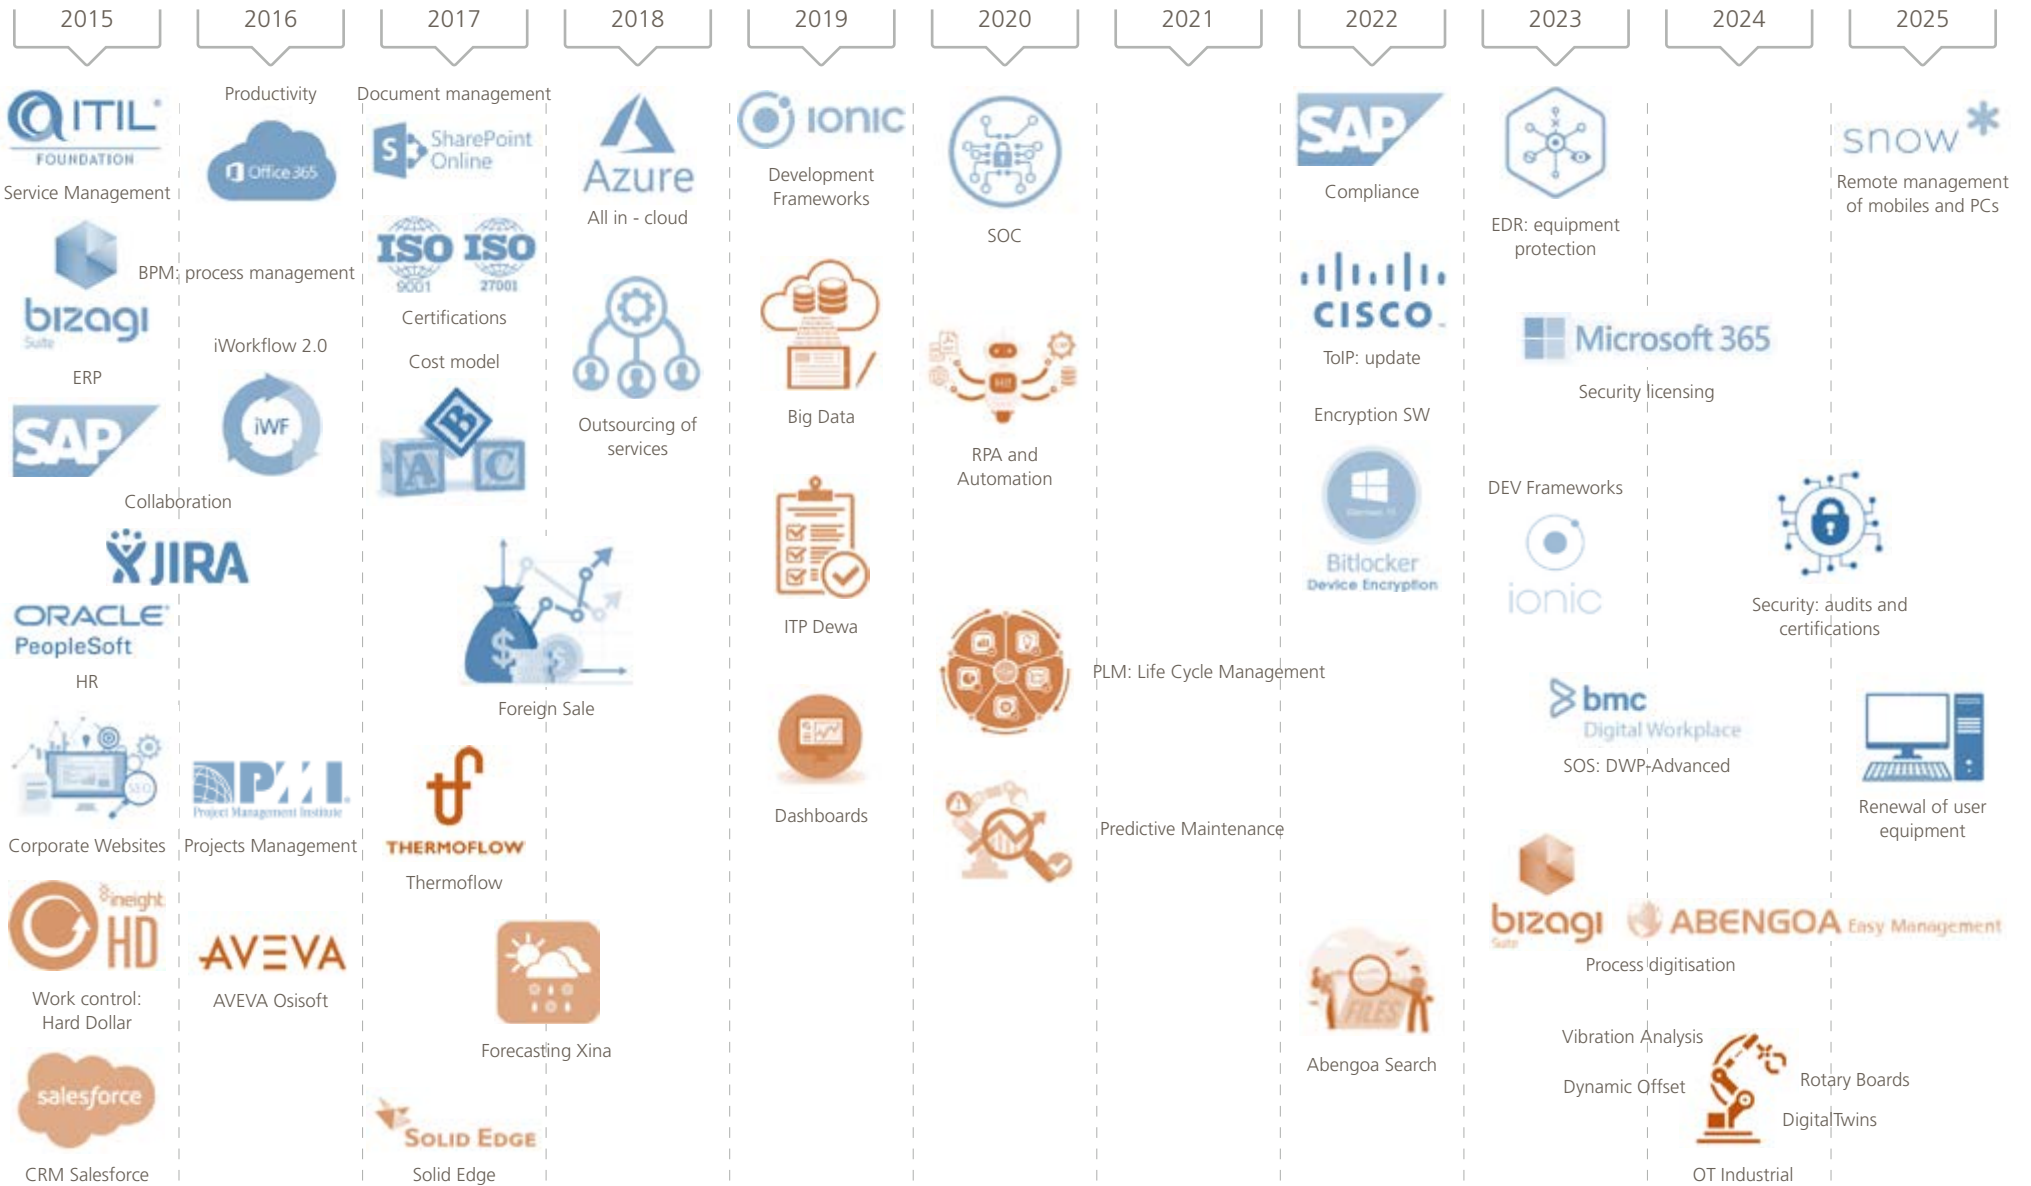 2015
2016
2017
2018
2019
2020
2021
2022
2023
2024
2025
ITIL®
FOUNDATION
Service Management
bizagi
Suite
BPM: process management
ERP
SAP
Collaboration
JIRA
ORACLE®
PeopleSoft
HR
SEO
Corporate Websites
ineight
HD
Work control:
Hard Dollar
salesforce
CRM Salesforce
Productivity
Office 365
iWorkflow 2.0
iWF
PMI
Project Management Institute
Projects Management
AVEVA
AVEVA Osisoft
Document management
S
SharePoint
Online
ISO ISO
9001 27001
Certifications
Cost model
B
A C
$
$
Foreign Sale
tf
THERMOFLOW
Thermoflow
Forecasting Xina
SOLID EDGE
Solid Edge
Azure
All in - cloud
Outsourcing of
services
ionic
Development
Frameworks
Big Data
ITP Dewa
Dashboards
SOC
Hi!
RPA and
Automation
PLM: Life Cycle Management
Predictive Maintenance
SAP
Compliance
CISCO
ToIP: update
Encryption SW
Bitlocker
Device Encryption
FILES
Abengoa Search
EDR: equipment
protection
Microsoft 365
Security licensing
DEV Frameworks
ionic
bmc
Digital Workplace
SOS: DWP-Advanced
bizagi
Suite
ABENGOA Easy Management
Process digitisation
Vibration Analysis
Dynamic Offset
Rotary Boards
DigitalTwins
OT Industrial
Security: audits and
certifications
snow*
Remote management
of mobiles and PCs
Renewal of user
equipment